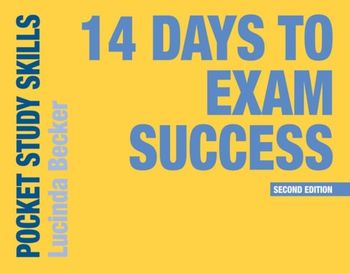 POCKET STUDY SKILLS
Lucinda Becker
14 DAYS TO
EXAM
SUCCESS
SECOND EDITION